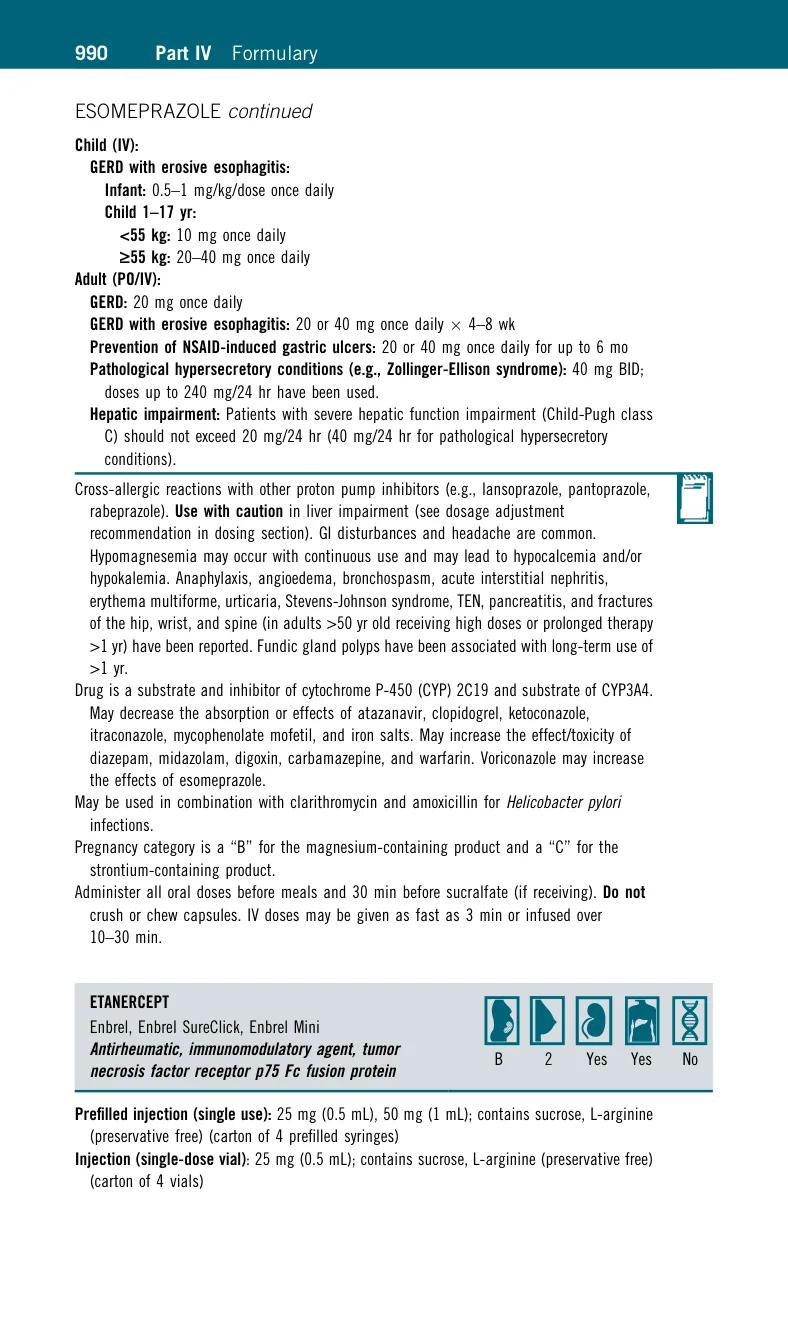 990 Part IV Formulary
ESOMEPRAZOLE continued
Child (IV):
GERD with erosive esophagitis:
Infant: 0.5–1 mg/kg/dose once daily
Child 1–17 yr:
<55 kg: 10 mg once daily
≥55 kg: 20–40 mg once daily
Adult (PO/IV):
GERD: 20 mg once daily
GERD with erosive esophagitis: 20 or 40 mg once daily × 4–8 wk
Prevention of NSAID-induced gastric ulcers: 20 or 40 mg once daily for up to 6 mo
Pathological hypersecretory conditions (e.g., Zollinger-Ellison syndrome): 40 mg BID;
doses up to 240 mg/24 hr have been used.
Hepatic impairment: Patients with severe hepatic function impairment (Child-Pugh class
C) should not exceed 20 mg/24 hr (40 mg/24 hr for pathological hypersecretory
conditions).
Cross-allergic reactions with other proton pump inhibitors (e.g., lansoprazole, pantoprazole,
rabeprazole). Use with caution in liver impairment (see dosage adjustment
recommendation in dosing section). GI disturbances and headache are common.
Hypomagnesemia may occur with continuous use and may lead to hypocalcemia and/or
hypokalemia. Anaphylaxis, angioedema, bronchospasm, acute interstitial nephritis,
erythema multiforme, urticaria, Stevens-Johnson syndrome, TEN, pancreatitis, and fractures
of the hip, wrist, and spine (in adults >50 yr old receiving high doses or prolonged therapy
>1 yr) have been reported. Fundic gland polyps have been associated with long-term use of
>1 yr.
Drug is a substrate and inhibitor of cytochrome P-450 (CYP) 2C19 and substrate of CYP3A4.
May decrease the absorption or effects of atazanavir, clopidogrel, ketoconazole,
itraconazole, mycophenolate mofetil, and iron salts. May increase the effect/toxicity of
diazepam, midazolam, digoxin, carbamazepine, and warfarin. Voriconazole may increase
the effects of esomeprazole.
May be used in combination with clarithromycin and amoxicillin for Helicobacter pylori
infections.
Pregnancy category is a “B” for the magnesium-containing product and a “C” for the
strontium-containing product.
Administer all oral doses before meals and 30 min before sucralfate (if receiving). Do not
crush or chew capsules. IV doses may be given as fast as 3 min or infused over
10–30 min.
ETANERCEPT
Enbrel, Enbrel SureClick, Enbrel Mini
Antirheumatic, immunomodulatory agent, tumor
necrosis factor receptor p75 Fc fusion protein
B 2 Yes Yes No
Prefilled injection (single use): 25 mg (0.5 mL), 50 mg (1 mL); contains sucrose, L-arginine
(preservative free) (carton of 4 prefilled syringes)
Injection (single-dose vial): 25 mg (0.5 mL); contains sucrose, L-arginine (preservative free)
(carton of 4 vials)